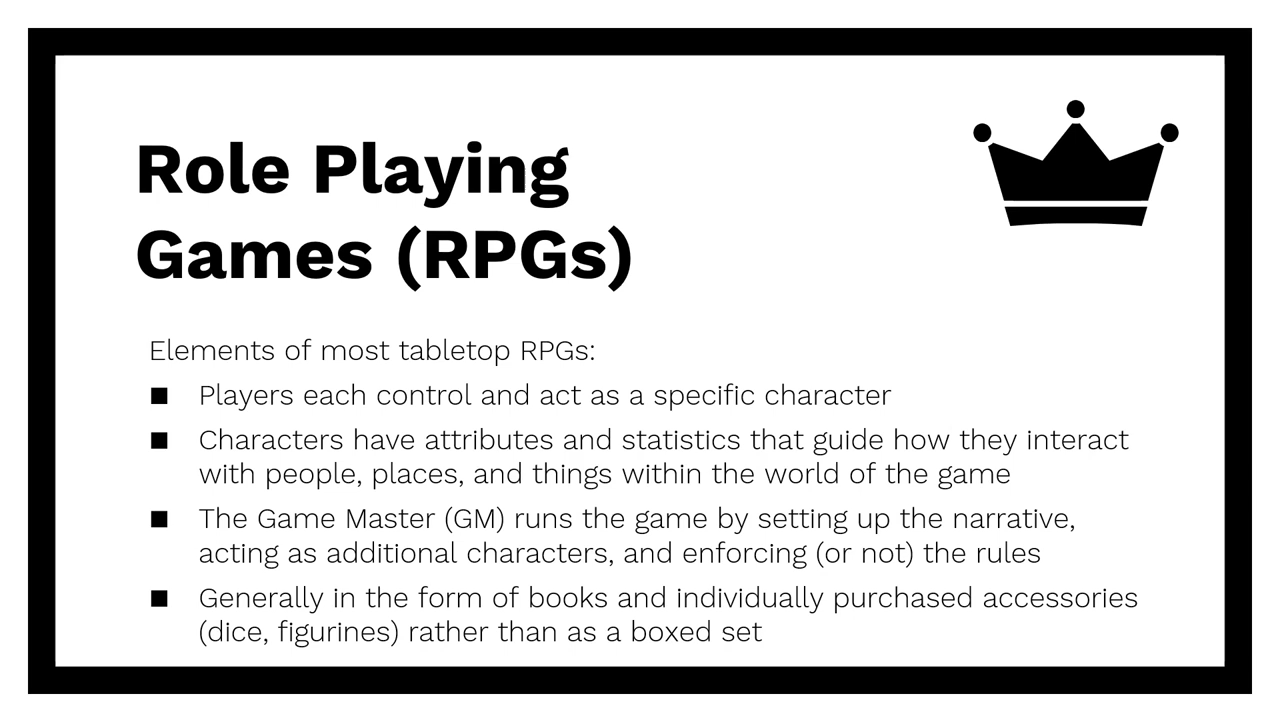 Role Playing
Games (RPGs)
Elements of most tabletop RPGs:
■ Players each control and act as a specific character
■ Characters have attributes and statistics that guide how they interact
with people, places, and things within the world of the game
■ The Game Master (GM) runs the game by setting up the narrative,
acting as additional characters, and enforcing (or not) the rules
■ Generally in the form of books and individually purchased accessories
(dice, figurines) rather than as a boxed set